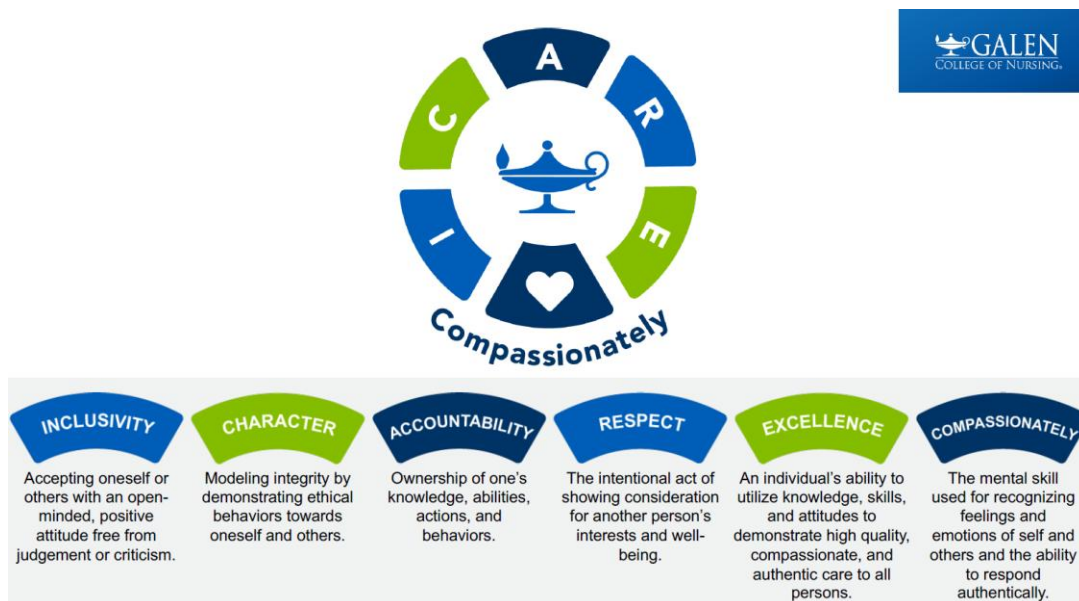 GALEN
COLLEGE OF NURSING®
I
C
A
R
E
Compassionately
INCLUSIVITY
Accepting oneself or
others with an open-
minded, positive
attitude free from
judgement or criticism.
CHARACTER
Modeling integrity by
demonstrating ethical
behaviors towards
oneself and others.
ACCOUNTABILITY
Ownership of one's
knowledge, abilities,
actions, and
behaviors.
RESPECT
The intentional act of
showing consideration
for another person's
interests and well-
being.
EXCELLENCE
An individual's ability to
utilize knowledge, skills,
and attitudes to
demonstrate high quality,
compassionate, and
authentic care to all
persons.
COMPASSIONATELY
The mental skill
used for recognizing
feelings and
emotions of self and
others and the ability
to respond
authentically.